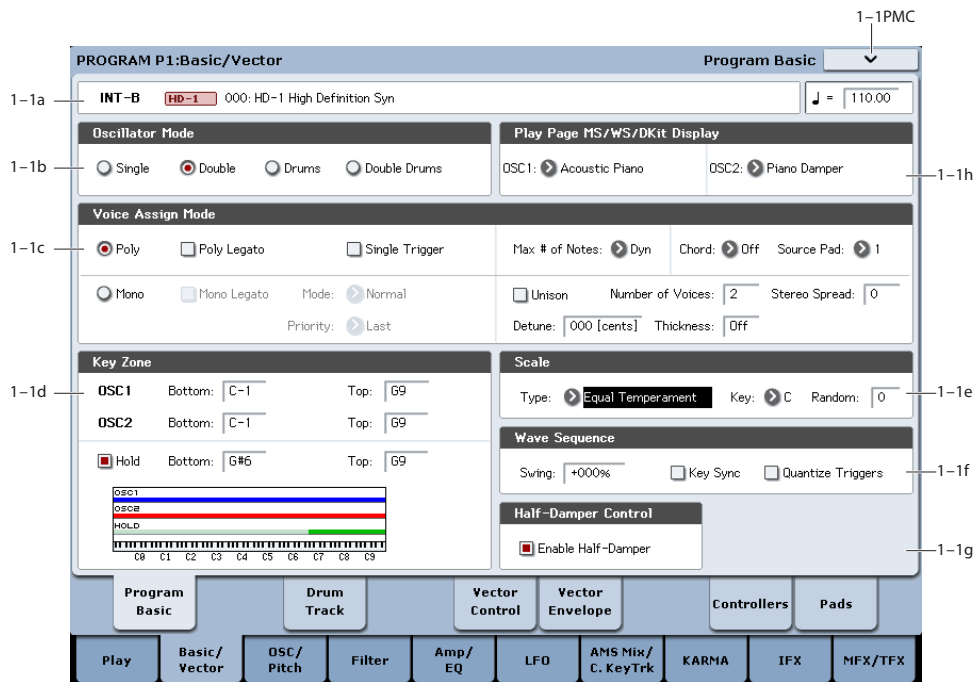 1–1PMC
PROGRAM P1:Basic/Vector Program Basic
1–1a INT-B HD-1 000: HD-1 High Definition Syn ♩ = 110.00
Oscillator Mode Play Page MS/WS/DKit Display
1–1b Single Double Drums Double Drums OSC1: Acoustic Piano OSC2: Piano Damper 1–1h
Voice Assign Mode
1–1c Poly Poly Legato Single Trigger Max # of Notes: Dyn Chord: Off Source Pad: 1
Mono Mono Legato Mode: Normal Unison Number of Voices: 2 Stereo Spread: 0
Priority: Last Detune: 000 [cents] Thickness: Off
Key Zone Scale
1–1d OSC1 Bottom: C-1 Top: G9 Type: Equal Temperament Key: C Random: 0 1–1e
OSC2 Bottom: C-1 Top: G9
Wave Sequence
Hold Bottom: G#6 Top: G9 Swing: +000% Key Sync Quantize Triggers 1–1f
OSC1
OSC2 Half-Damper Control
HOLD
Enable Half-Damper 1–1g
C0 C1 C2 C3 C4 C5 C6 C7 C8 C9
Program Basic Drum Track Vector Control Vector Envelope Controllers Pads
Play Basic/Vector OSC/Pitch Filter Amp/EQ LFO AMS Mix/C. KeyTrk KARMA IFX MFX/TFX